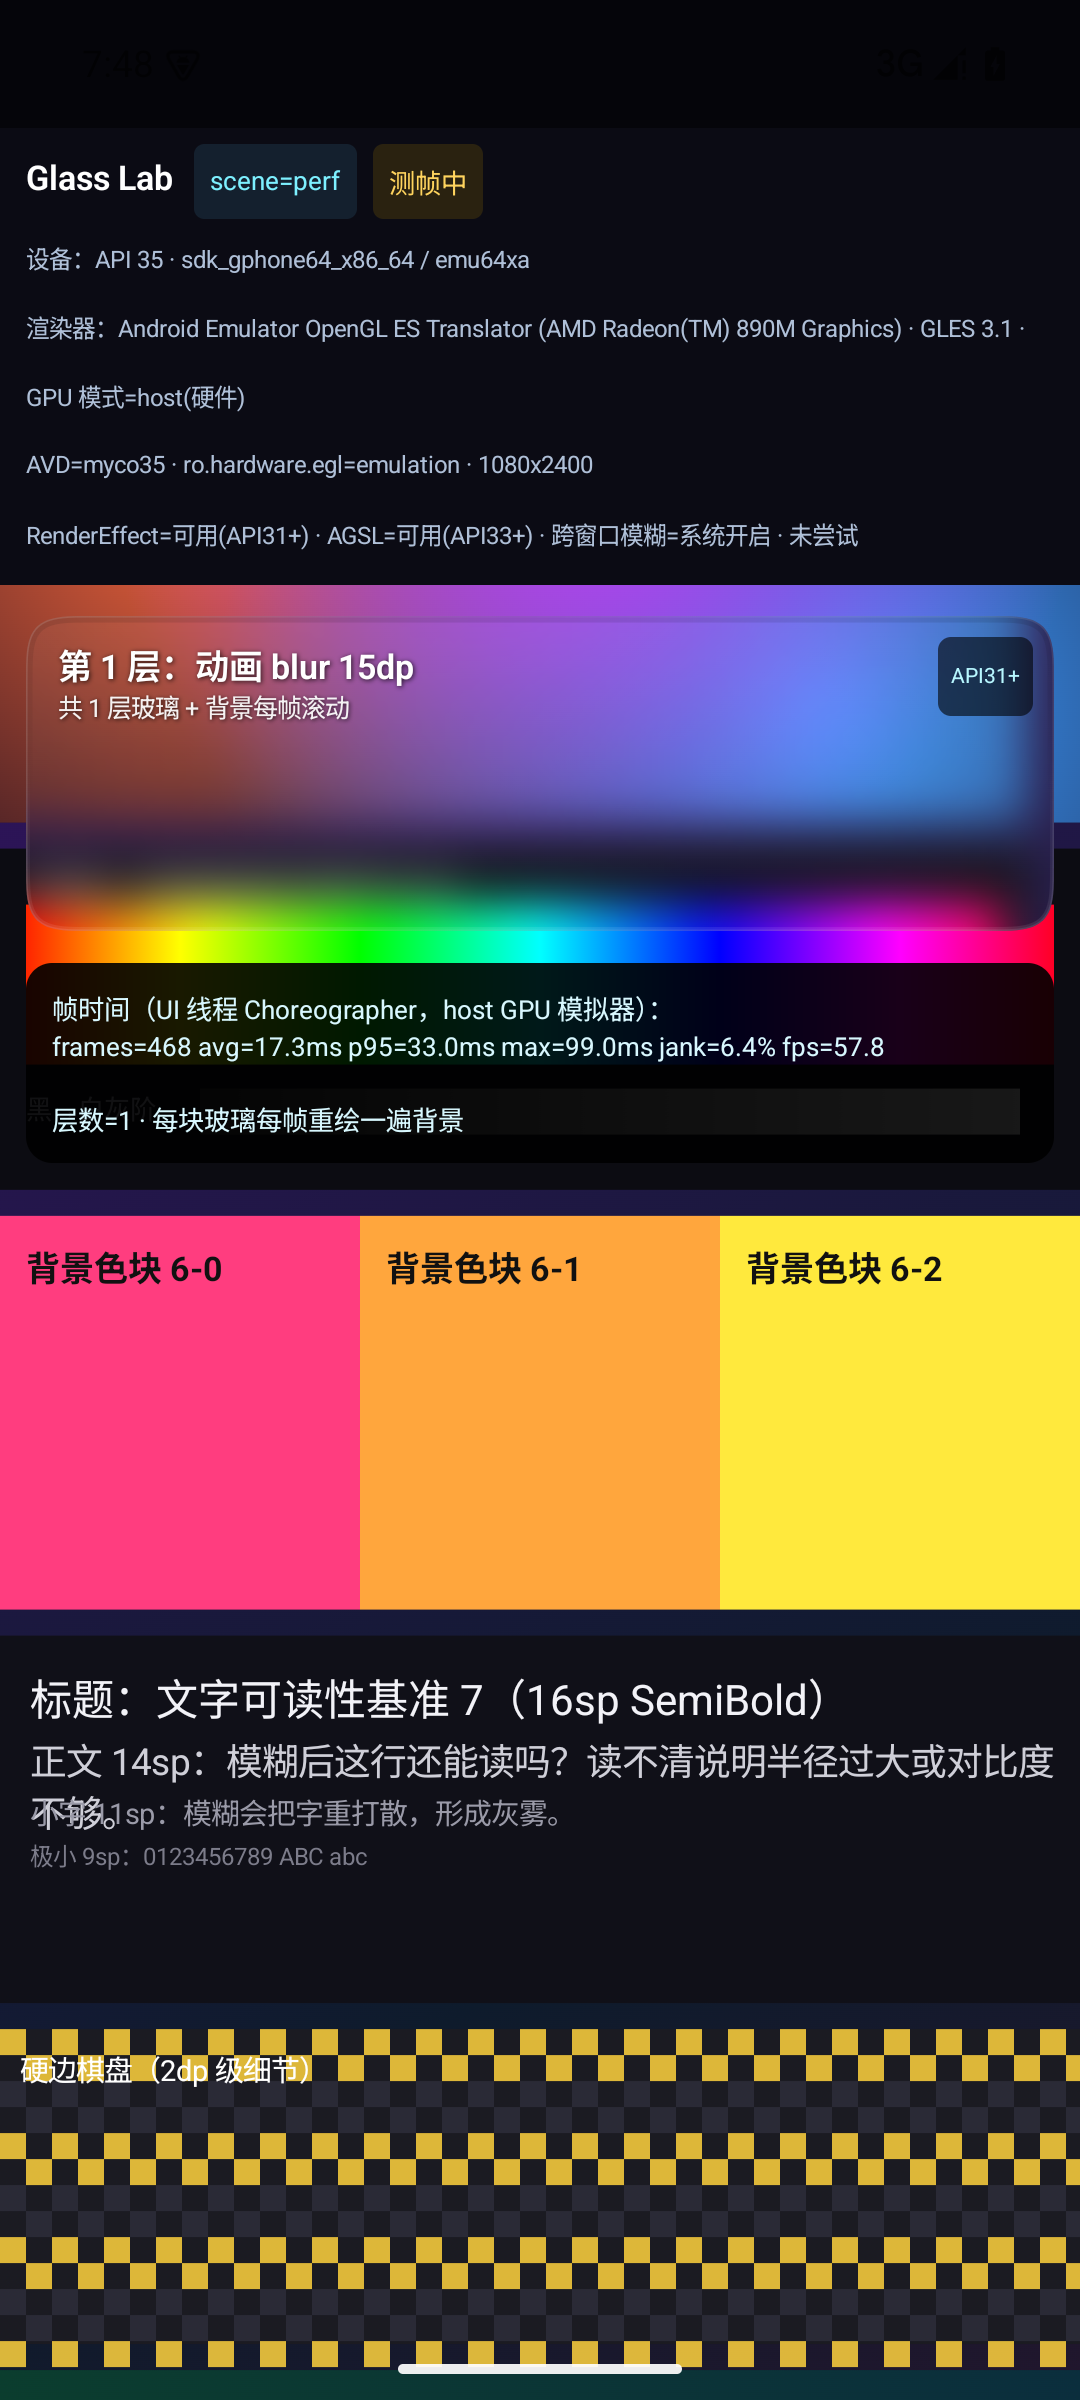 7:48 3G
Glass Lab scene=perf 测帧中
设备：API 35 · sdk_gphone64_x86_64 / emu64xa
渲染器：Android Emulator OpenGL ES Translator (AMD Radeon(TM) 890M Graphics) · GLES 3.1 ·
GPU 模式=host(硬件)
AVD=myco35 · ro.hardware.egl=emulation · 1080x2400
RenderEffect=可用(API31+) · AGSL=可用(API33+) · 跨窗口模糊=系统开启 · 未尝试
第 1 层：动画 blur 15dp
API31+
共 1 层玻璃 + 背景每帧滚动
帧时间（UI 线程 Choreographer，host GPU 模拟器）：
frames=468 avg=17.3ms p95=33.0ms max=99.0ms jank=6.4% fps=57.8
层数=1 · 每块玻璃每帧重绘一遍背景
背景色块 6-0 背景色块 6-1 背景色块 6-2
标题：文字可读性基准 7（16sp SemiBold）
正文 14sp：模糊后这行还能读吗？读不清说明半径过大或对比度
不够。
小字 11sp：模糊会把字重打散，形成灰雾。
极小 9sp：0123456789 ABC abc
硬边棋盘（2dp 级细节）